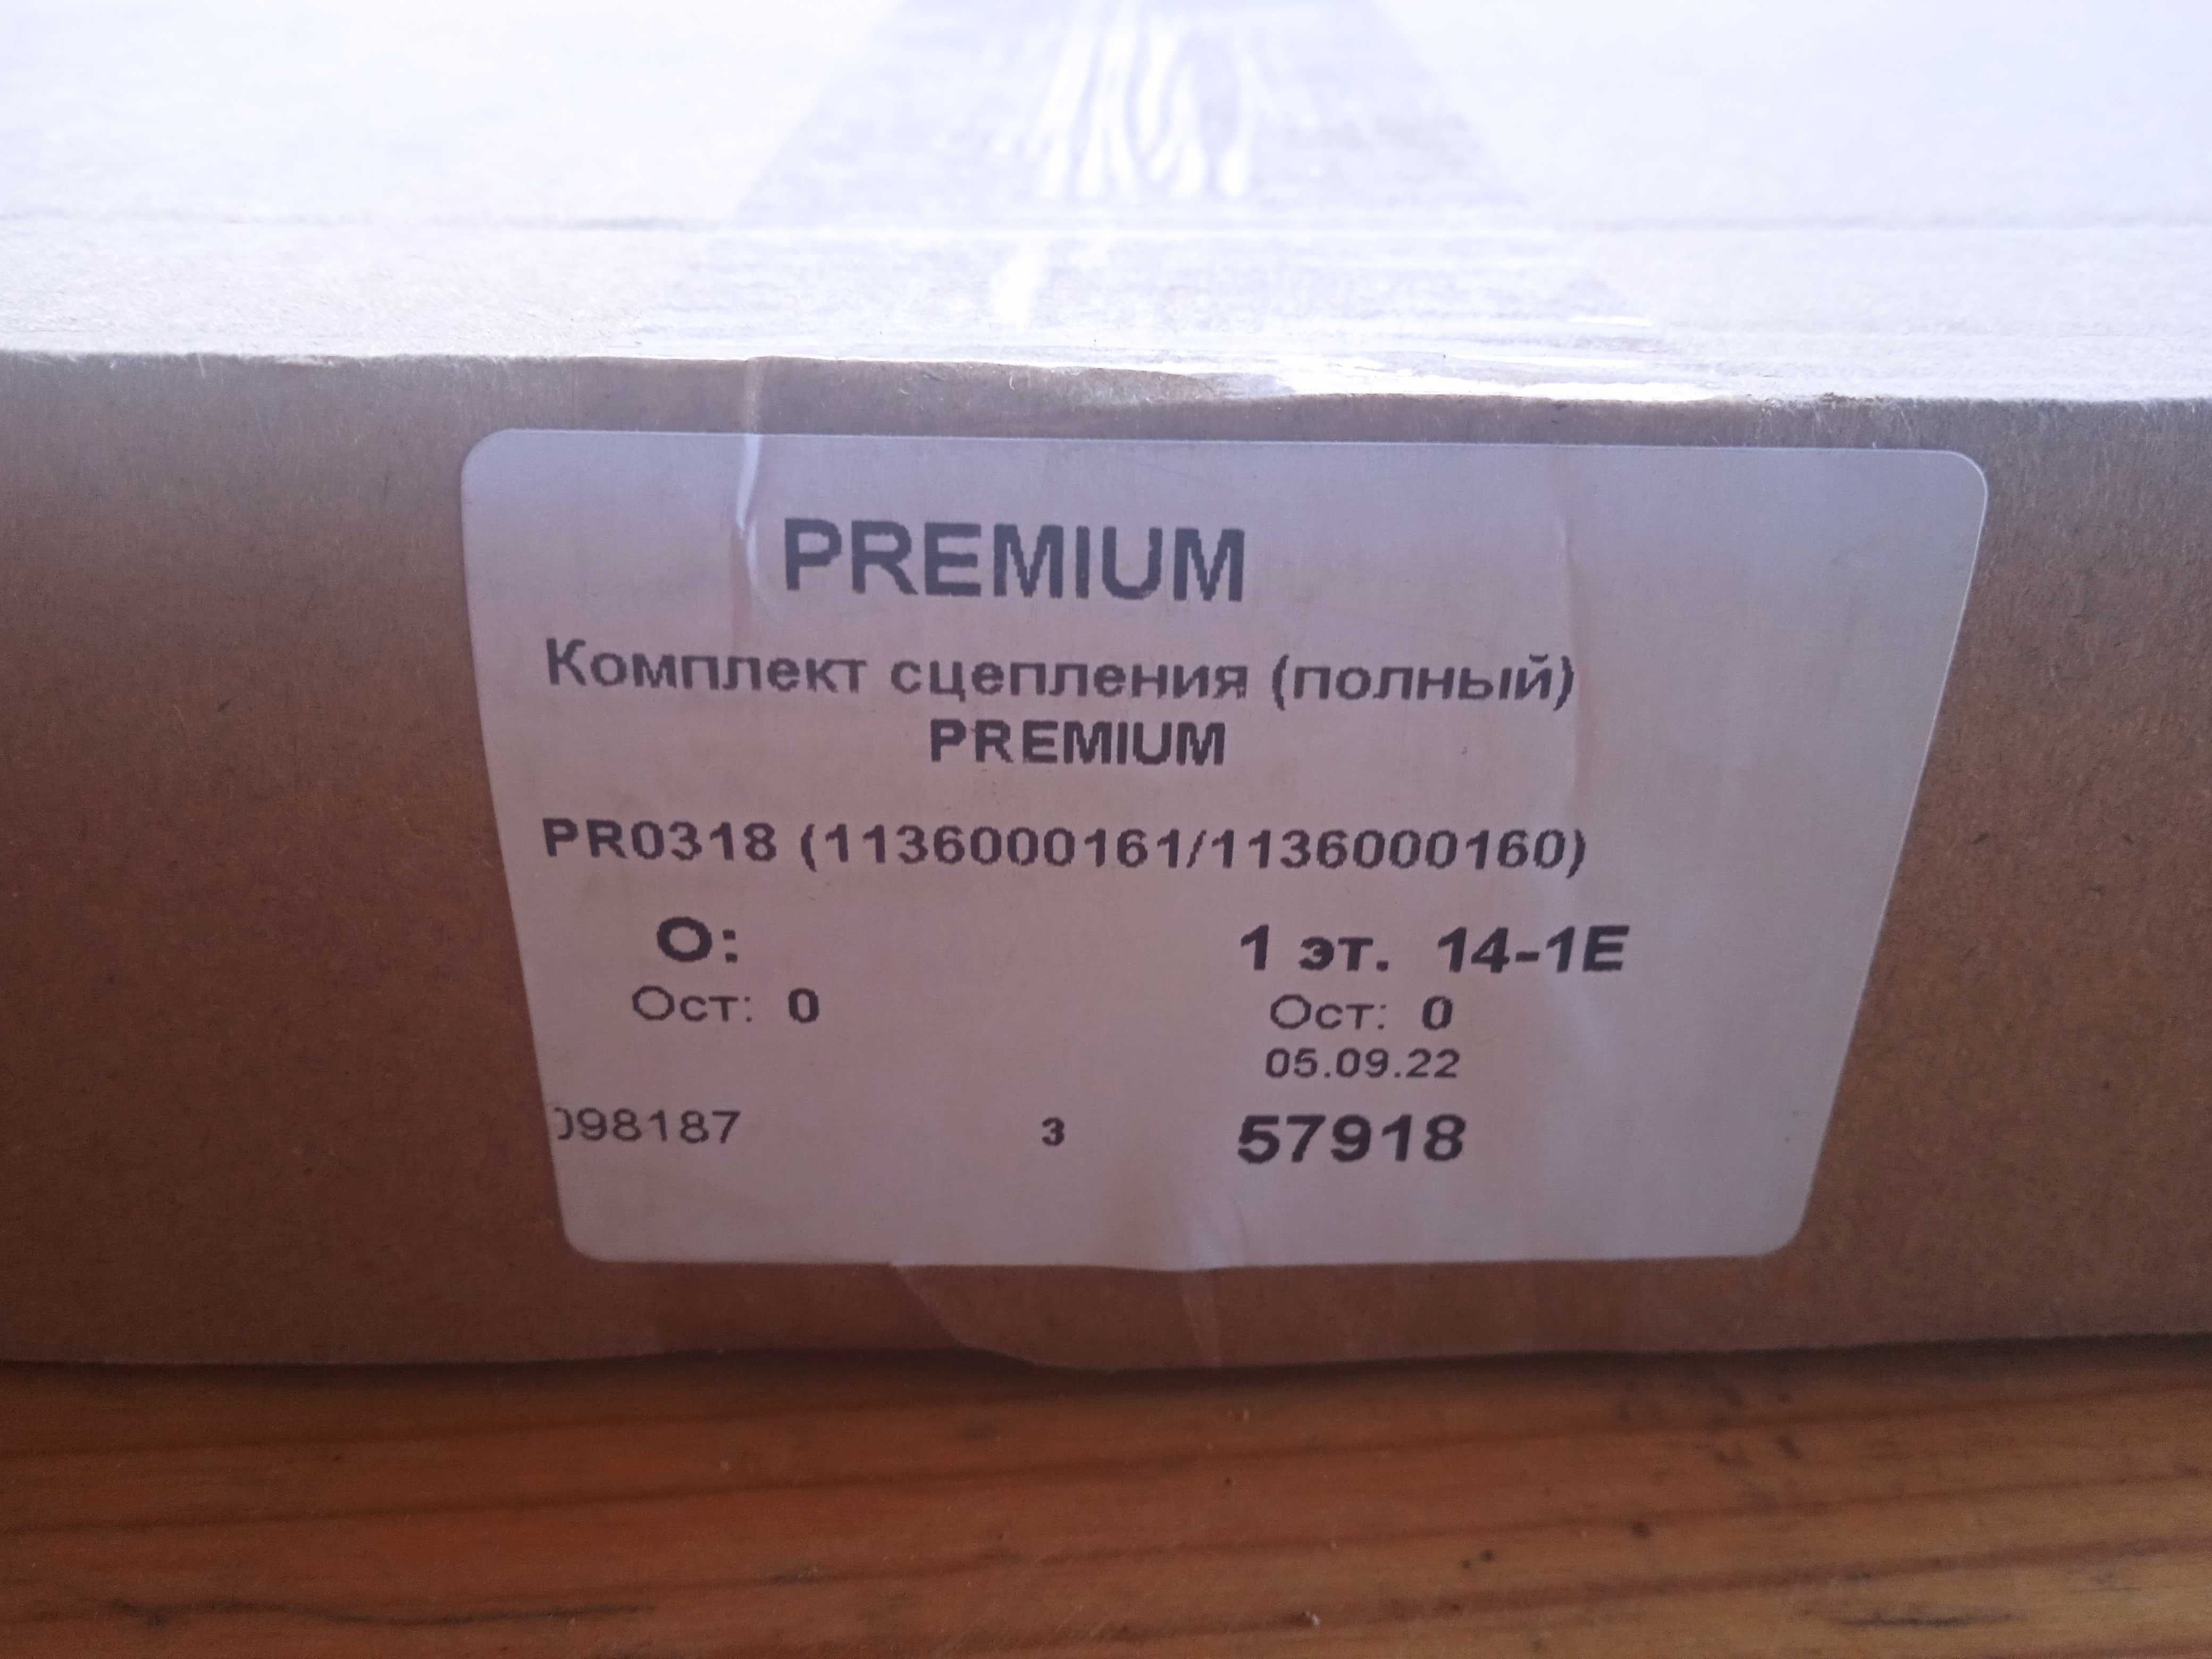 PREMIUM
Комплект сцепления (полный)
PREMIUM
PR0318 (1136000161/1136000160)
О: 1 эт. 14-1E
Ост: 0 Ост: 0
05.09.22
098187 3 57918